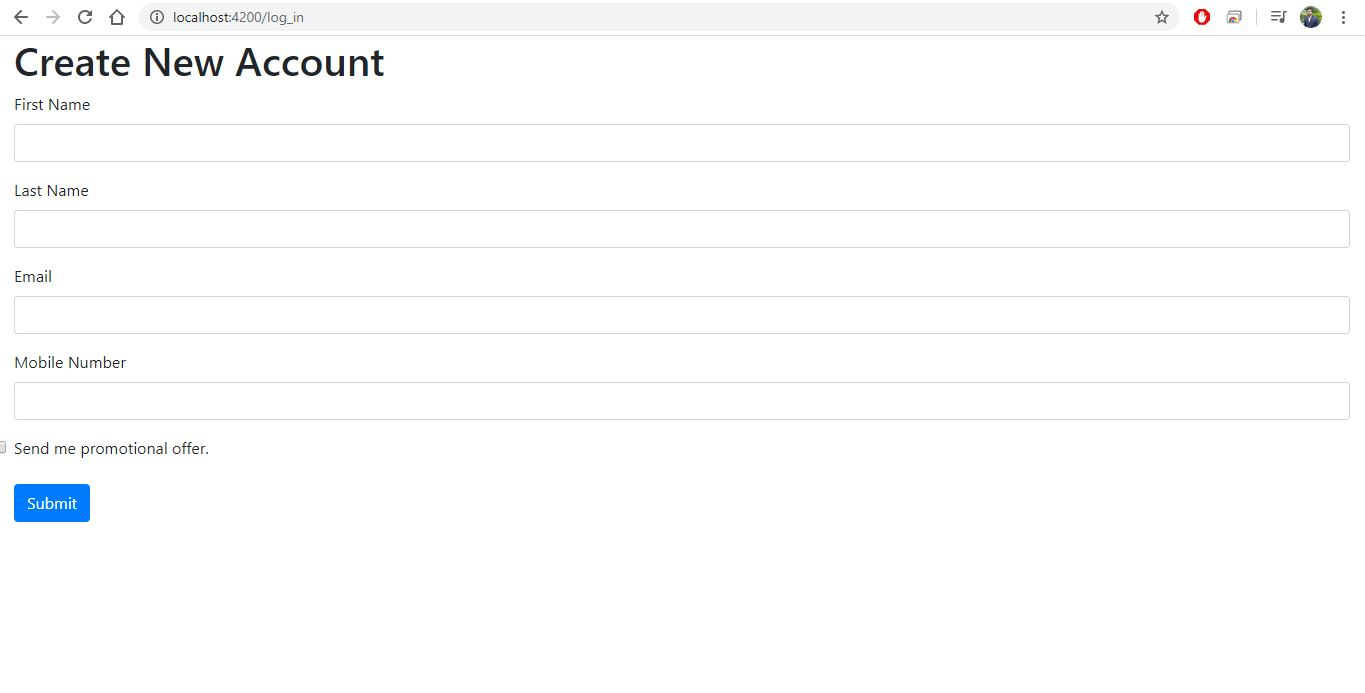 localhost:4200/log_in
Create New Account
First Name
Last Name
Email
Mobile Number
Send me promotional offer.
Submit